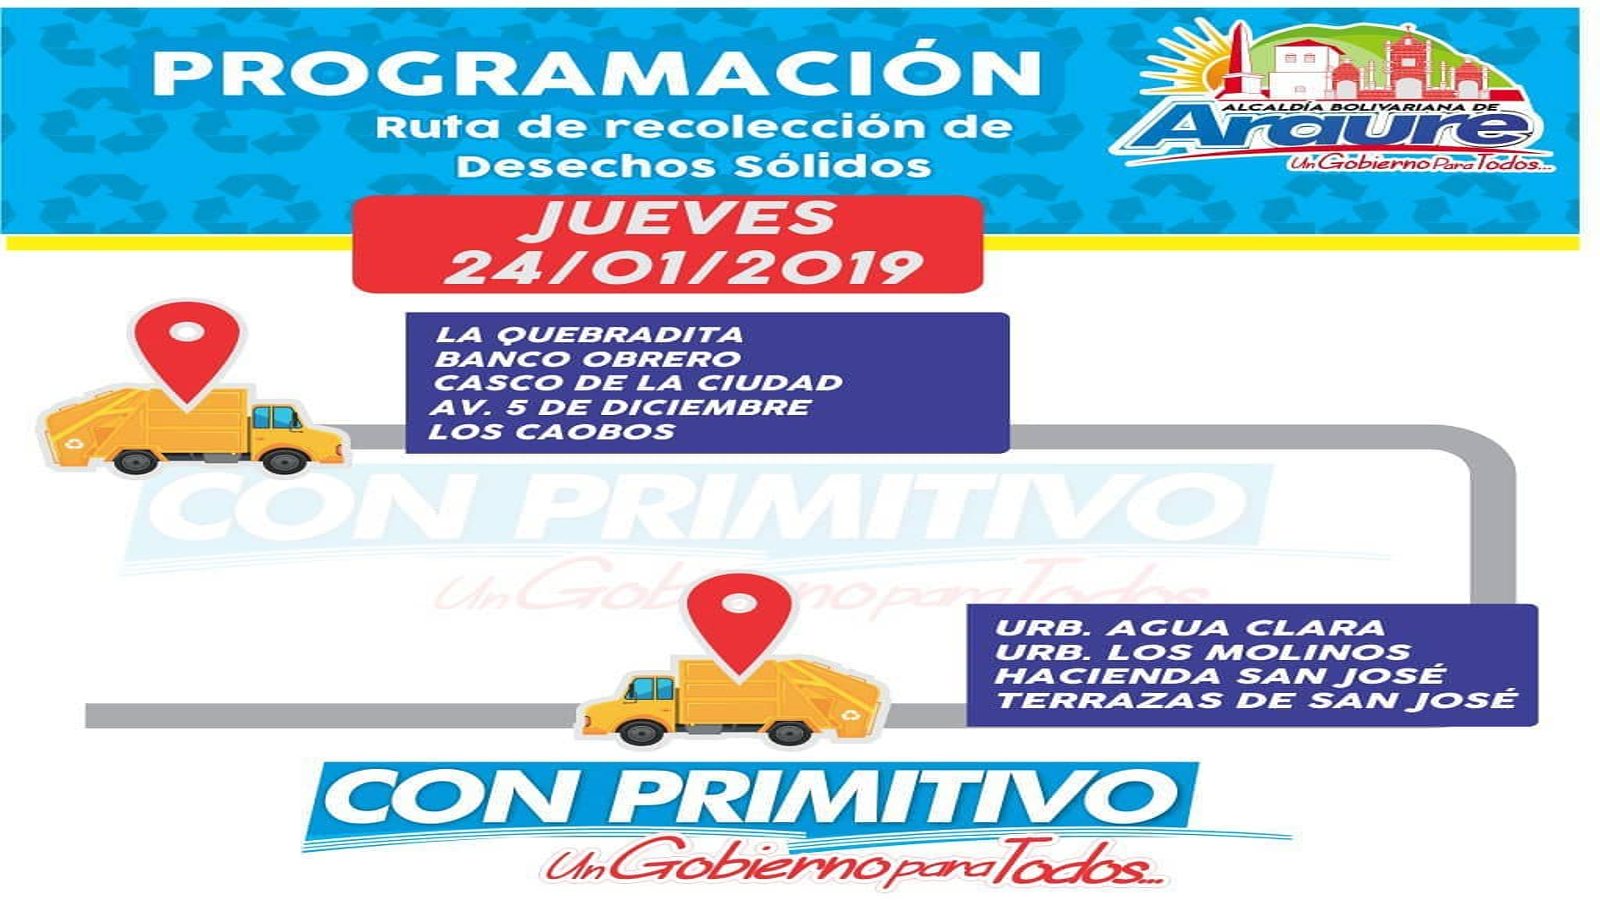 PROGRAMACIÓN
Ruta de recolección de
Desechos Sólidos
ALCALDÍA BOLIVARIANA DE
Araure
Un Gobierno Para Todos...
JUEVES
24/01/2019
LA QUEBRADITA
BANCO OBRERO
CASCO DE LA CIUDAD
AV. 5 DE DICIEMBRE
LOS CAOBOS
CON PRIMITIVO
Un Gobierno para Todos...
URB. AGUA CLARA
URB. LOS MOLINOS
HACIENDA SAN JOSÉ
TERRAZAS DE SAN JOSÉ
CON PRIMITIVO
Un Gobierno para Todos...